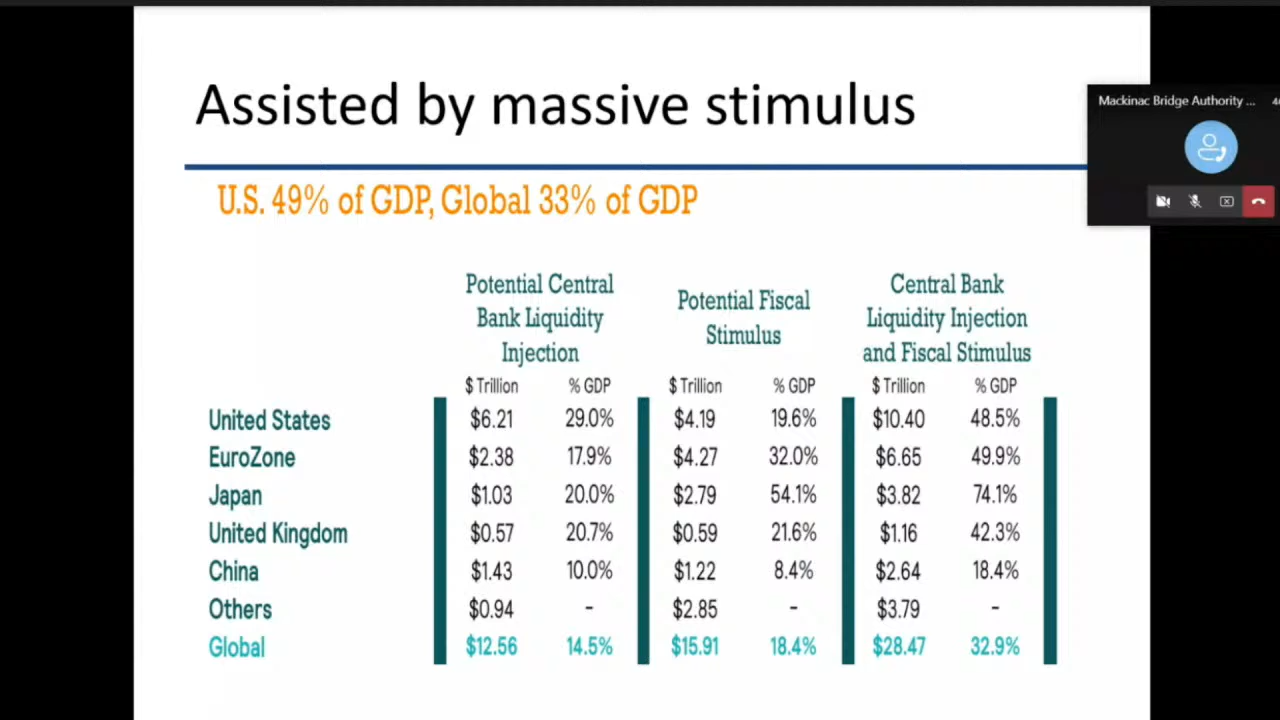 Assisted by massive stimulus
Mackinac Bridge Authority ...
U.S. 49% of GDP, Global 33% of GDP
Potential Central
Bank Liquidity
Injection
Potential Fiscal
Stimulus
Central Bank
Liquidity Injection
and Fiscal Stimulus
$ Trillion % GDP $ Trillion % GDP $ Trillion % GDP
United States $6.21 29.0% $4.19 19.6% $10.40 48.5%
EuroZone $2.38 17.9% $4.27 32.0% $6.65 49.9%
Japan $1.03 20.0% $2.79 54.1% $3.82 74.1%
United Kingdom $0.57 20.7% $0.59 21.6% $1.16 42.3%
China $1.43 10.0% $1.22 8.4% $2.64 18.4%
Others $0.94 - $2.85 - $3.79 -
Global $12.56 14.5% $15.91 18.4% $28.47 32.9%